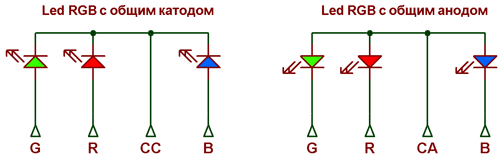 Led RGB с общим катодом
Led RGB с общим анодом
G R CC B
G R CA B